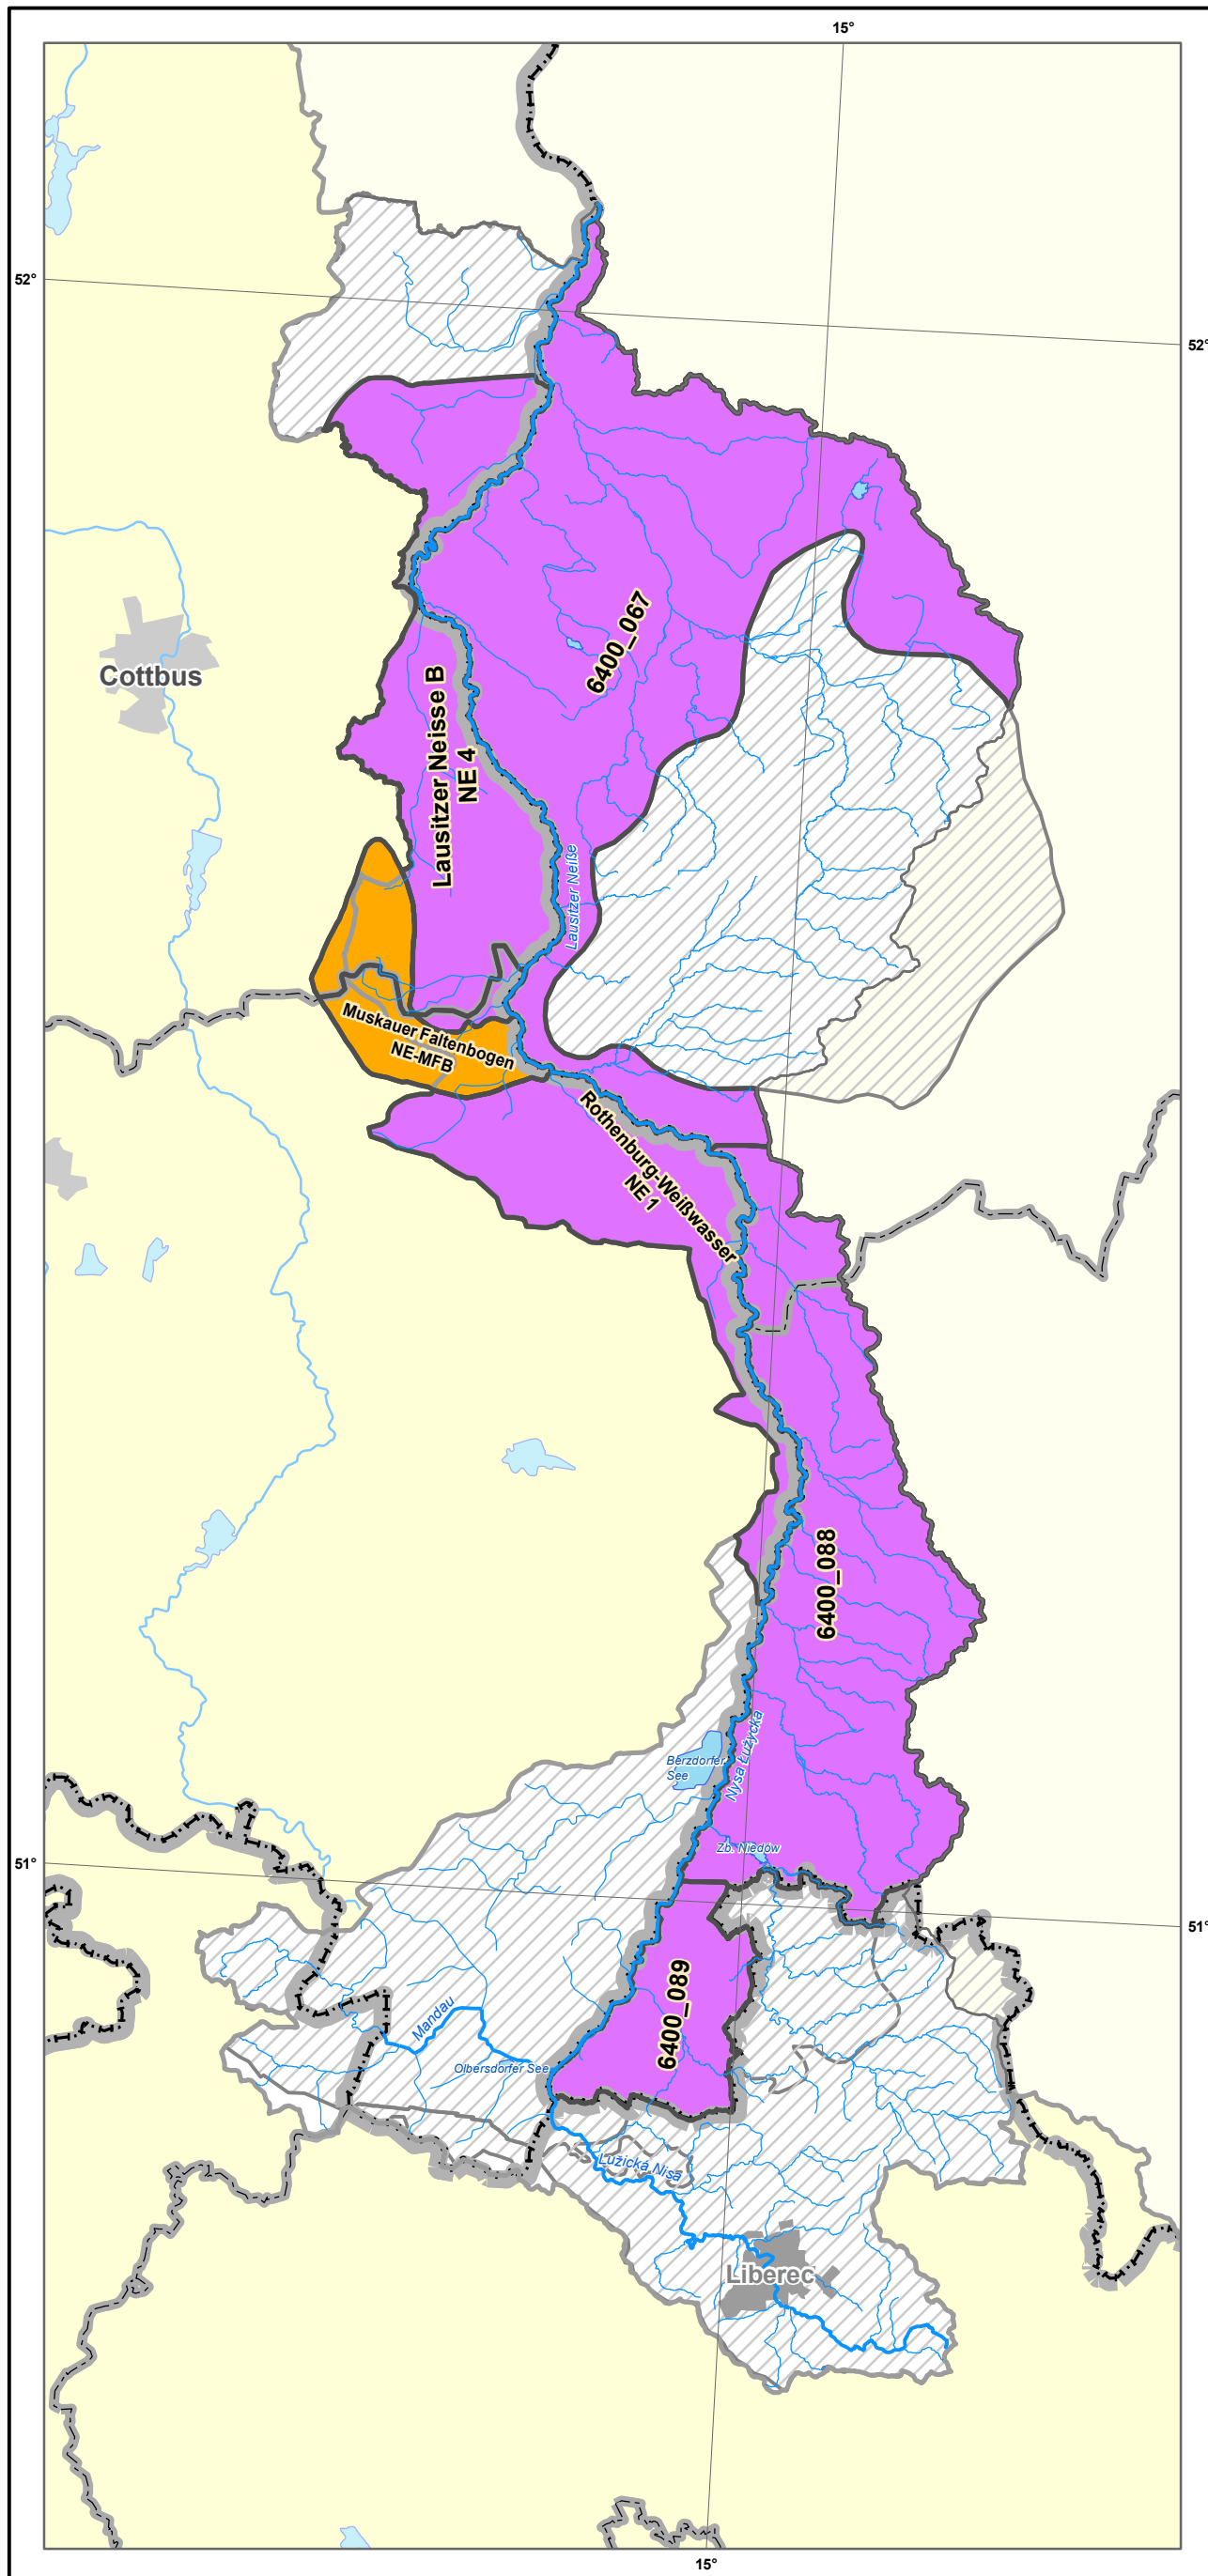 15°
52°
52°
6400_067
Cottbus
Lausitzer Neisse B
NE 4
Lausitzer Neiße
Muskauer Faltenbogen
NE-MFB
Rothenburg-Weißwasser
NE 1
6400_088
Nysa Łużycka
Berzdorfer
See
Zb. Niedów
51°
51°
6400_089
Mandau
Olbersdorfer See
Lužická Nisa
Liberec
15°